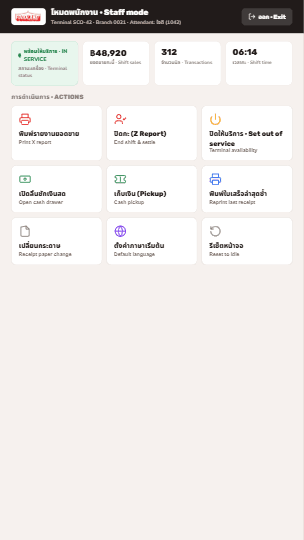 โหมดพนักงาน · Staff mode
Terminal SCO-42 · Branch 0021 · Attendant: โชติ (1042)
ออก · Exit
พร้อมให้บริการ · IN SERVICE
สถานะเครื่อง · Terminal status
฿48,920
ยอดขายกะนี้ · Shift sales
312
จำนวนบิล · Transactions
06:14
เวลากะ · Shift time
การดำเนินการ · ACTIONS
พิมพ์รายงานยอดขาย
Print X report
ปิดกะ (Z Report)
End shift & settle
ปิดให้บริการ · Set out of service
Terminal availability
เปิดลิ้นชักเงินสด
Open cash drawer
เก็บเงิน (Pickup)
Cash pickup
พิมพ์ใบเสร็จล่าสุดซ้ำ
Reprint last receipt
เปลี่ยนกระดาษ
Receipt paper change
ตั้งค่าภาษาเริ่มต้น
Default language
รีเซ็ตหน้าจอ
Reset to idle